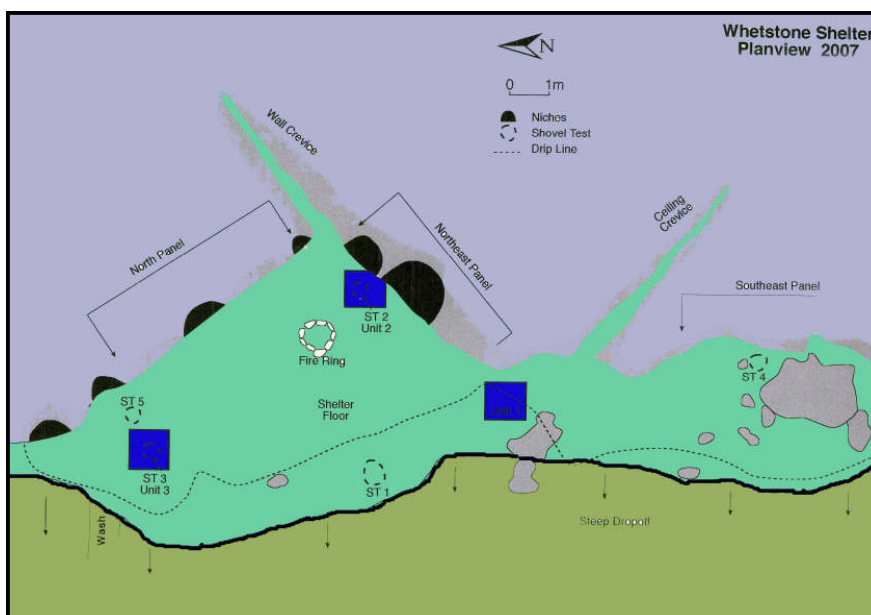 Whetstone Shelter
Planview 2007
N
0 1m
Niches
Shovel Test
Drip Line
Wall Crevice
North Panel
Northeast Panel
Ceiling
Crevice
Southeast Panel
ST 2
Unit 2
Fire Ring
ST 4
ST 5
Shelter
Floor
ST 3
Unit 3
ST 1
Wash
Steep Dropoff